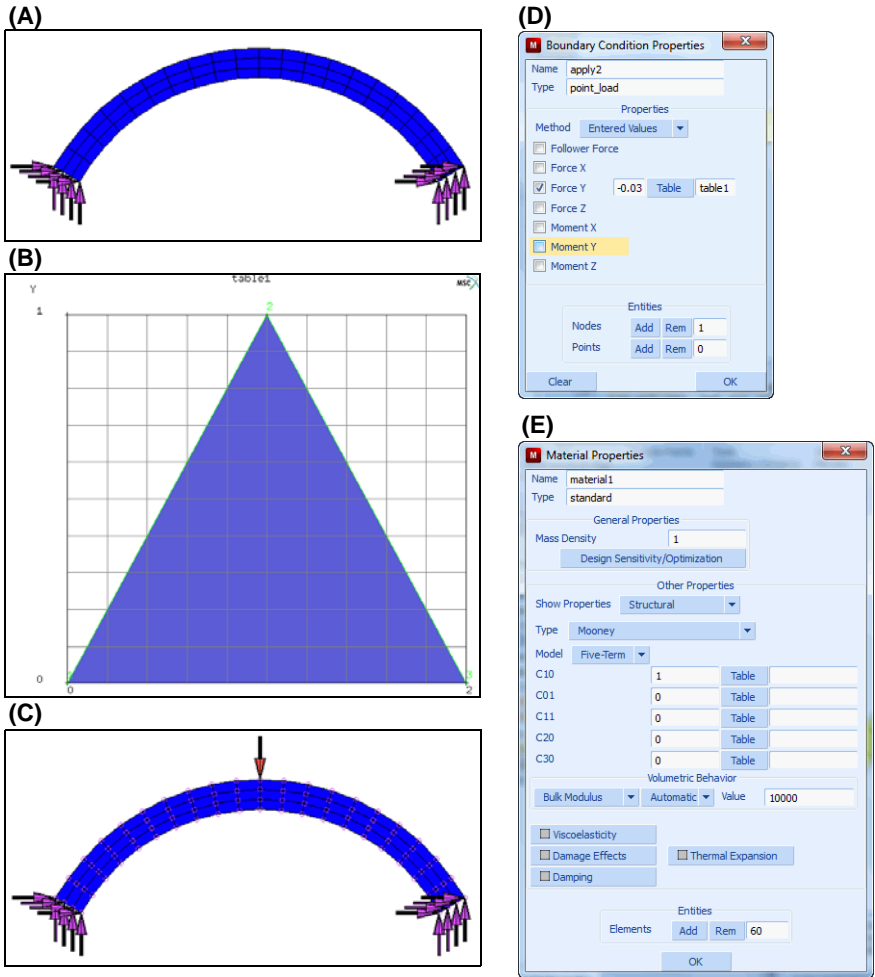 (A)
(B)
table1
MSC
Y
1
2
0
1
3
0
2
(C)
(D)
M Boundary Condition Properties X
Name apply2
Type point_load
Properties
Method Entered Values
Follower Force
Force X
Force Y -0.03 Table table1
Force Z
Moment X
Moment Y
Moment Z
Entities
Nodes Add Rem 1
Points Add Rem 0
Clear OK
(E)
M Material Properties X
Name material1
Type standard
General Properties
Mass Density 1
Design Sensitivity/Optimization
Other Properties
Show Properties Structural
Type Mooney
Model Five-Term
C10 1 Table
C01 0 Table
C11 0 Table
C20 0 Table
C30 0 Table
Volumetric Behavior
Bulk Modulus Automatic Value 10000
Viscoelasticity
Damage Effects Thermal Expansion
Damping
Entities
Elements Add Rem 60
OK